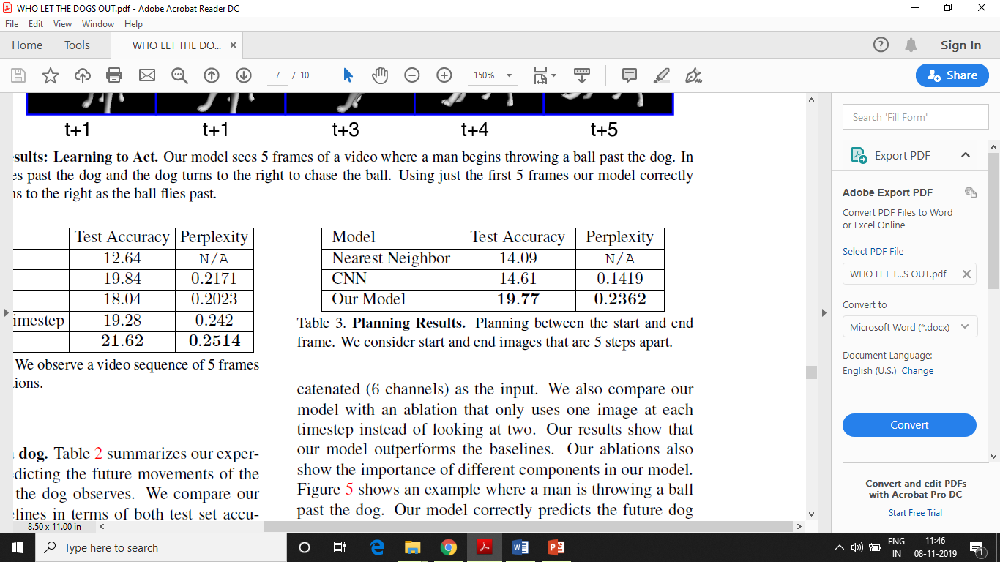 WHO LET THE DOGS OUT.pdf - Adobe Acrobat Reader DC
File Edit View Window Help
Home Tools WHO LET THE DO... × Sign In
7 / 10 150% Share
t+1 t+1 t+3 t+4 t+5
sults: Learning to Act. Our model sees 5 frames of a video where a man begins throwing a ball past the dog. In
es past the dog and the dog turns to the right to chase the ball. Using just the first 5 frames our model correctly
ns to the right as the ball flies past.
Test Accuracy Perplexity
12.64 N/A
19.84 0.2171
18.04 0.2023
imestep 19.28 0.242
21.62 0.2514
We observe a video sequence of 5 frames
tions.
dog. Table 2 summarizes our exper-
dicting the future movements of the
the dog observes. We compare our
elines in terms of both test set accu-
Model Test Accuracy Perplexity
Nearest Neighbor 14.09 N/A
CNN 14.61 0.1419
Our Model 19.77 0.2362
Table 3. Planning Results. Planning between the start and end
frame. We consider start and end images that are 5 steps apart.
catenated (6 channels) as the input. We also compare our
model with an ablation that only uses one image at each
timestep instead of looking at two. Our results show that
our model outperforms the baselines. Our ablations also
show the importance of different components in our model.
Figure 5 shows an example where a man is throwing a ball
past the dog. Our model correctly predicts the future dog
8.50 x 11.00 in
Search 'Fill Form'
Export PDF
Adobe Export PDF
Convert PDF Files to Word
or Excel Online
Select PDF File
WHO LET T...S OUT.pdf
Convert to
Microsoft Word (*.docx)
Document Language:
English (U.S.) Change
Convert
Convert and edit PDFs
with Acrobat Pro DC
Start Free Trial
Type here to search
ENG 11:46
IN 08-11-2019 1